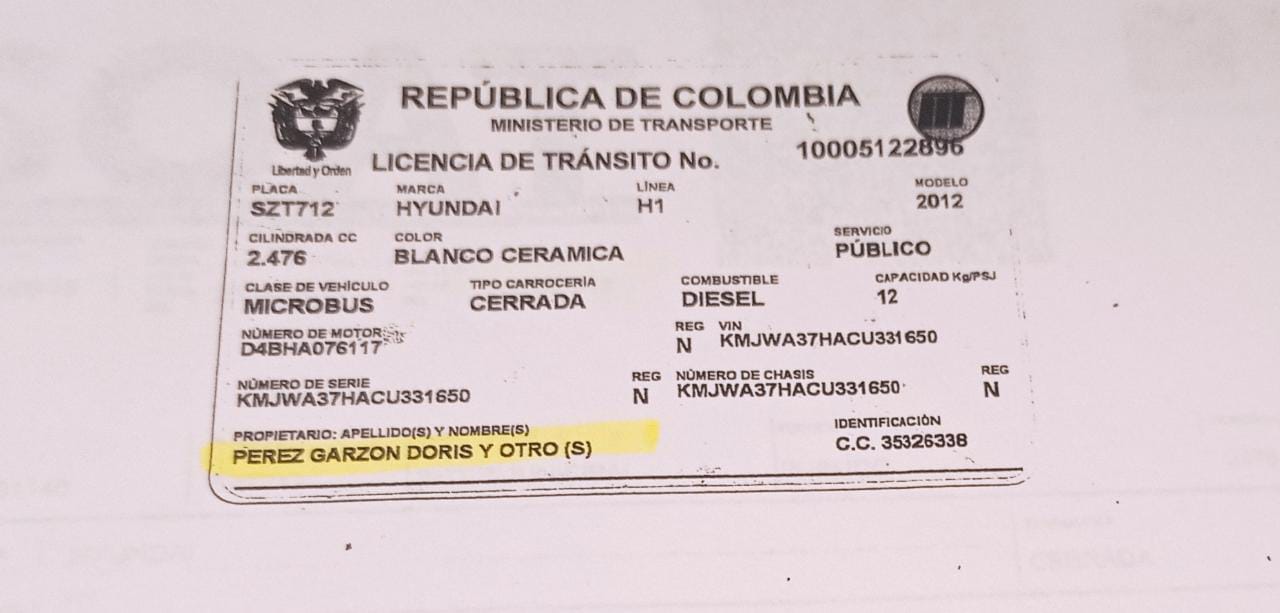 REPÚBLICA DE COLOMBIA
MINISTERIO DE TRANSPORTE
Libertad y Orden
LICENCIA DE TRÁNSITO No. 10005122896
PLACA MARCA LÍNEA MODELO
SZT712 HYUNDAI H1 2012
CILINDRADA CC COLOR SERVICIO
2.476 BLANCO CERAMICA PÚBLICO
CLASE DE VEHÍCULO TIPO CARROCERÍA COMBUSTIBLE CAPACIDAD Kg/PSJ
MICROBUS CERRADA DIESEL 12
NÚMERO DE MOTOR REG VIN
D4BHA076117 N KMJWA37HACU331650
NÚMERO DE SERIE REG NÚMERO DE CHASIS REG
KMJWA37HACU331650 N KMJWA37HACU331650 N
PROPIETARIO: APELLIDO(S) Y NOMBRE(S) IDENTIFICACIÓN
PEREZ GARZON DORIS Y OTRO (S) C.C. 35326338